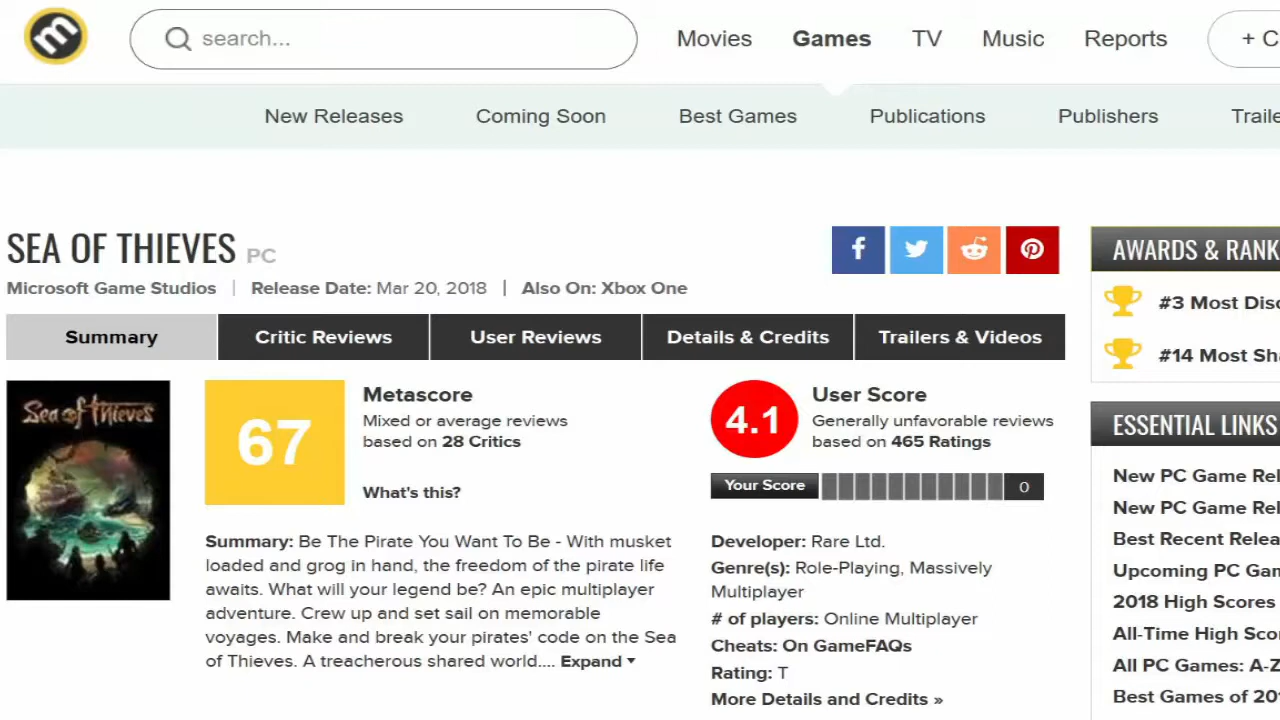 m
search...
Movies
Games
TV
Music
Reports
+ C
New Releases
Coming Soon
Best Games
Publications
Publishers
Traile
SEA OF THIEVES PC
Microsoft Game Studios | Release Date: Mar 20, 2018 | Also On: Xbox One
Summary
Critic Reviews
User Reviews
Details & Credits
Trailers & Videos
Sea of Thieves
67
Metascore
Mixed or average reviews
based on 28 Critics
What's this?
Summary: Be The Pirate You Want To Be - With musket
loaded and grog in hand, the freedom of the pirate life
awaits. What will your legend be? An epic multiplayer
adventure. Crew up and set sail on memorable
voyages. Make and break your pirates' code on the Sea
of Thieves. A treacherous shared world.... Expand
4.1
User Score
Generally unfavorable reviews
based on 465 Ratings
Your Score
0
Developer: Rare Ltd.
Genre(s): Role-Playing, Massively
Multiplayer
# of players: Online Multiplayer
Cheats: On GameFAQs
Rating: T
More Details and Credits »
AWARDS & RANK
#3 Most Disc
#14 Most Sha
ESSENTIAL LINKS
New PC Game Rel
New PC Game Rel
Best Recent Relea
Upcoming PC Gam
2018 High Scores
All-Time High Scor
All PC Games: A-Z
Best Games of 201